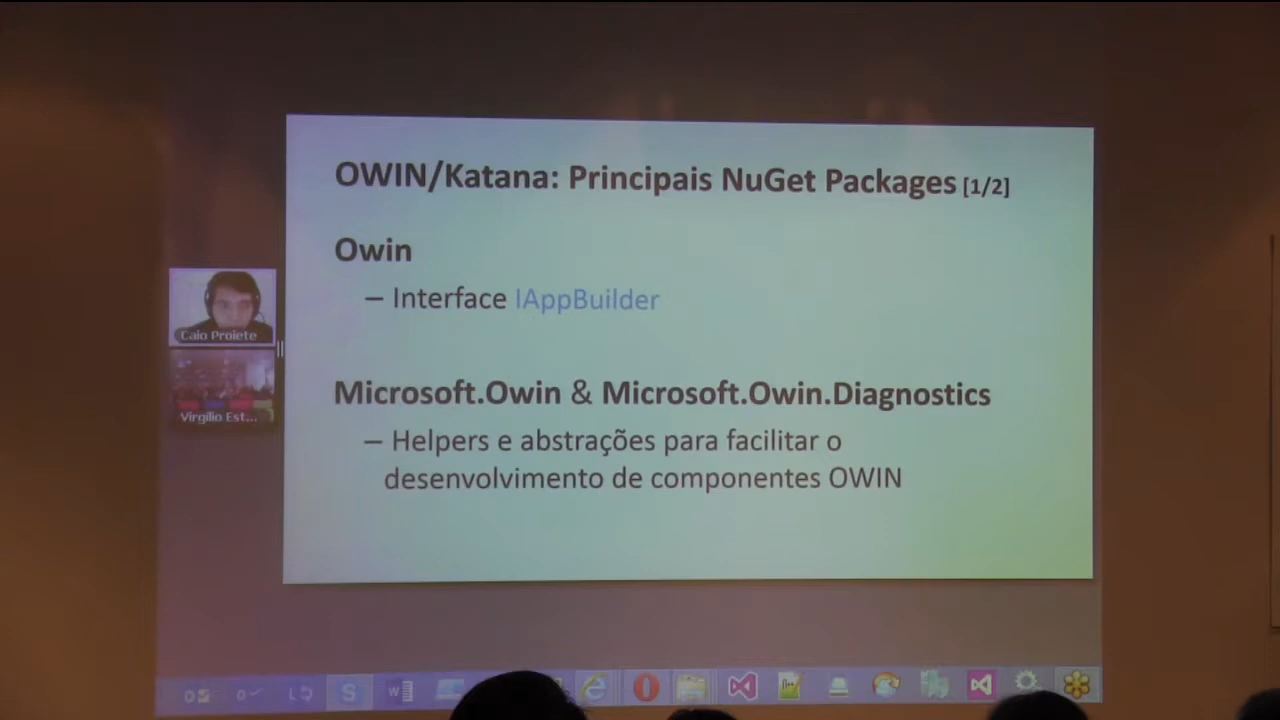 OWIN/Katana: Principais NuGet Packages [1/2]
Owin
– Interface IAppBuilder
Caio Proiete
Microsoft.Owin & Microsoft.Owin.Diagnostics
Virgílio Est...
– Helpers e abstrações para facilitar o
desenvolvimento de componentes OWIN